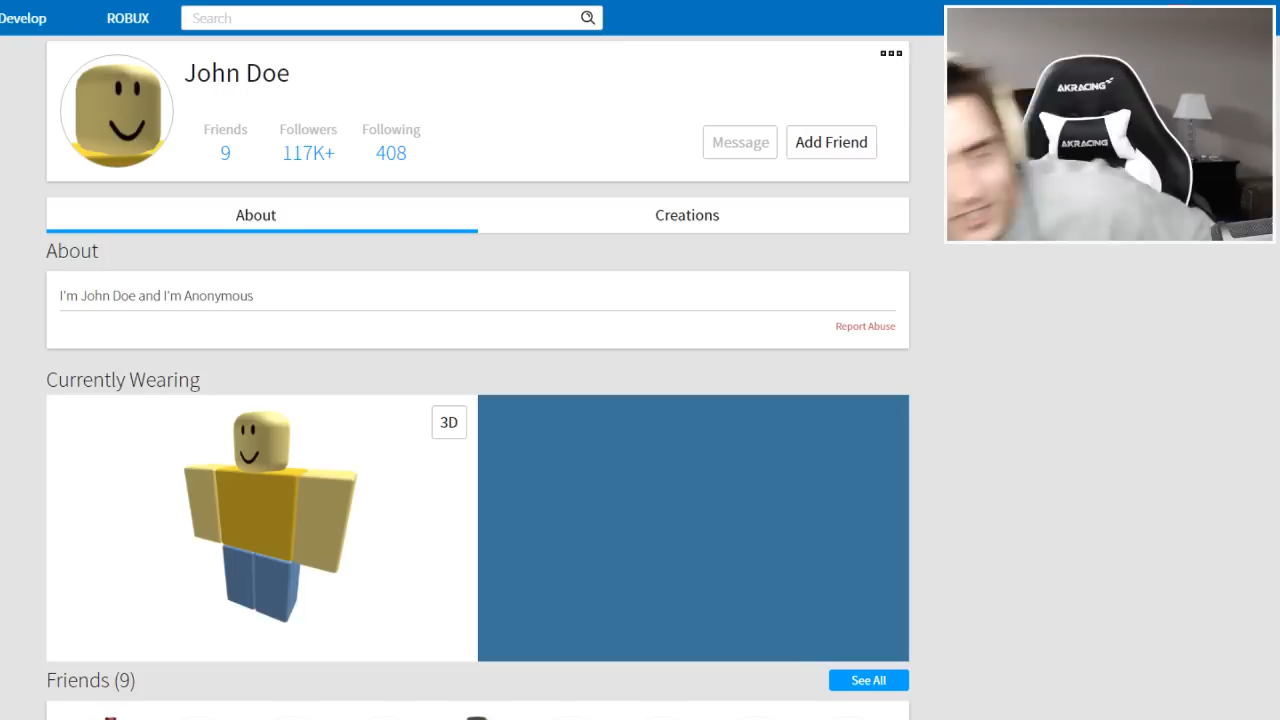 Develop
ROBUX
Search
John Doe
Friends
Followers
Following
9
117K+
408
Message
Add Friend
About
Creations
About
I'm John Doe and I'm Anonymous
Report Abuse
Currently Wearing
3D
Friends (9)
See All
AKRACING
AKRACING